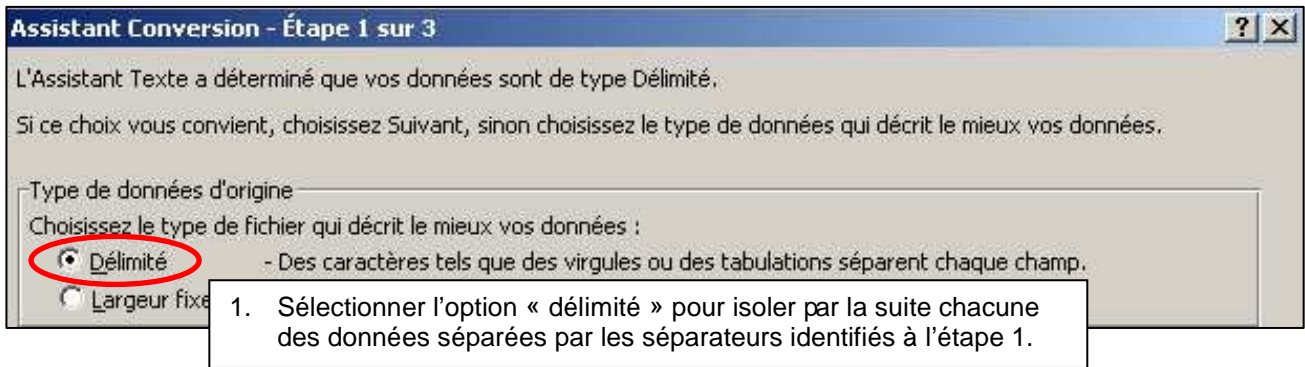 Assistant Conversion - Étape 1 sur 3
L'Assistant Texte a déterminé que vos données sont de type Délimité.
Si ce choix vous convient, choisissez Suivant, sinon choisissez le type de données qui décrit le mieux vos données.
Type de données d'origine
Choisissez le type de fichier qui décrit le mieux vos données :
Délimité - Des caractères tels que des virgules ou des tabulations séparent chaque champ.
Largeur fixe
1. Sélectionner l'option « délimité » pour isoler par la suite chacune
des données séparées par les séparateurs identifiés à l'étape 1.